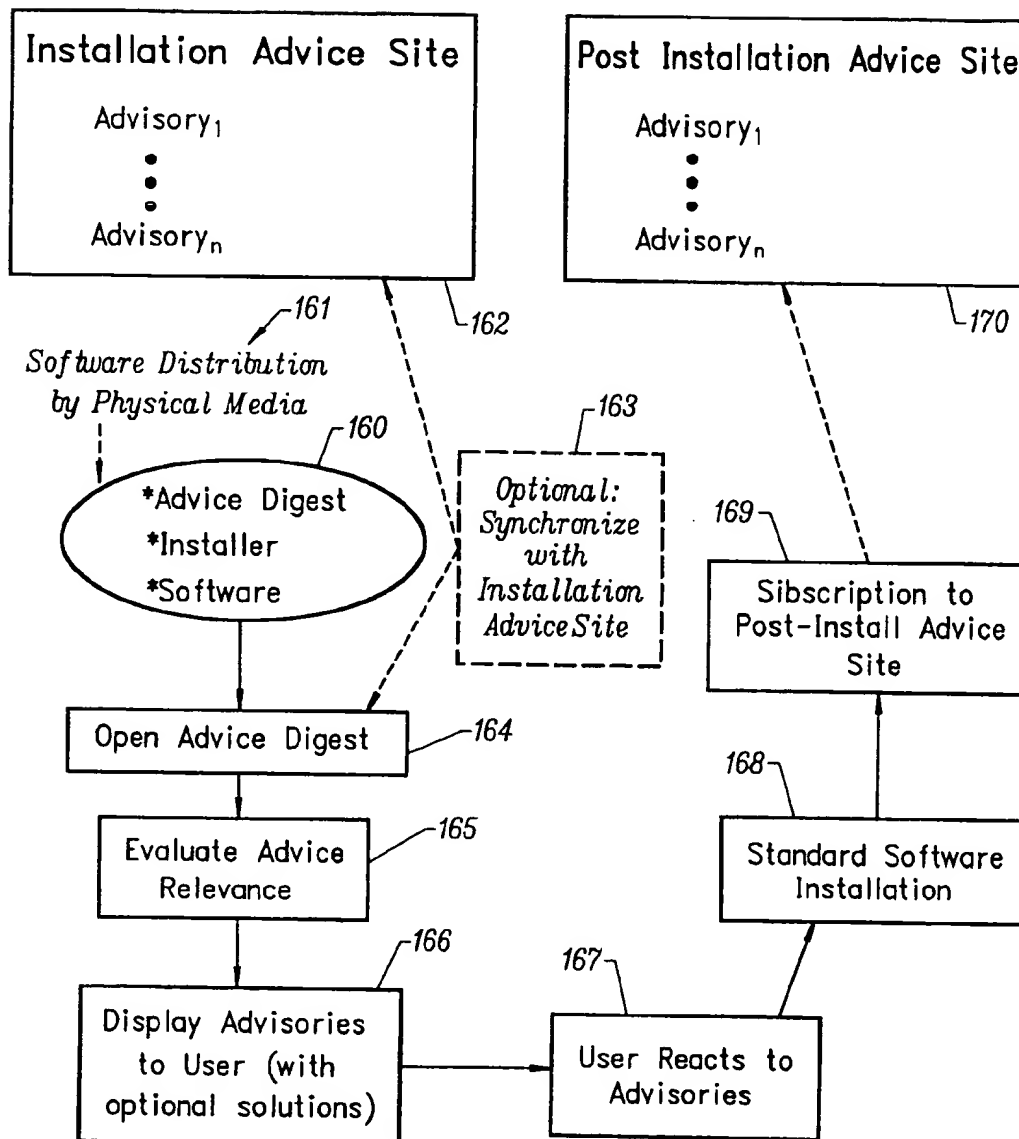 Installation Advice Site
Advisory1
Advisoryn
162
Post Installation Advice Site
Advisory1
Advisoryn
170
161
Software Distribution
by Physical Media
160
*Advice Digest
*Installer
*Software
163
Optional:
Synchronize
with
Installation
Advice Site
Open Advice Digest
164
Evaluate Advice
Relevance
165
Display Advisories
to User (with
optional solutions)
166
User Reacts to
Advisories
167
Standard Software
Installation
168
Sibscription to
Post-Install Advice
Site
169